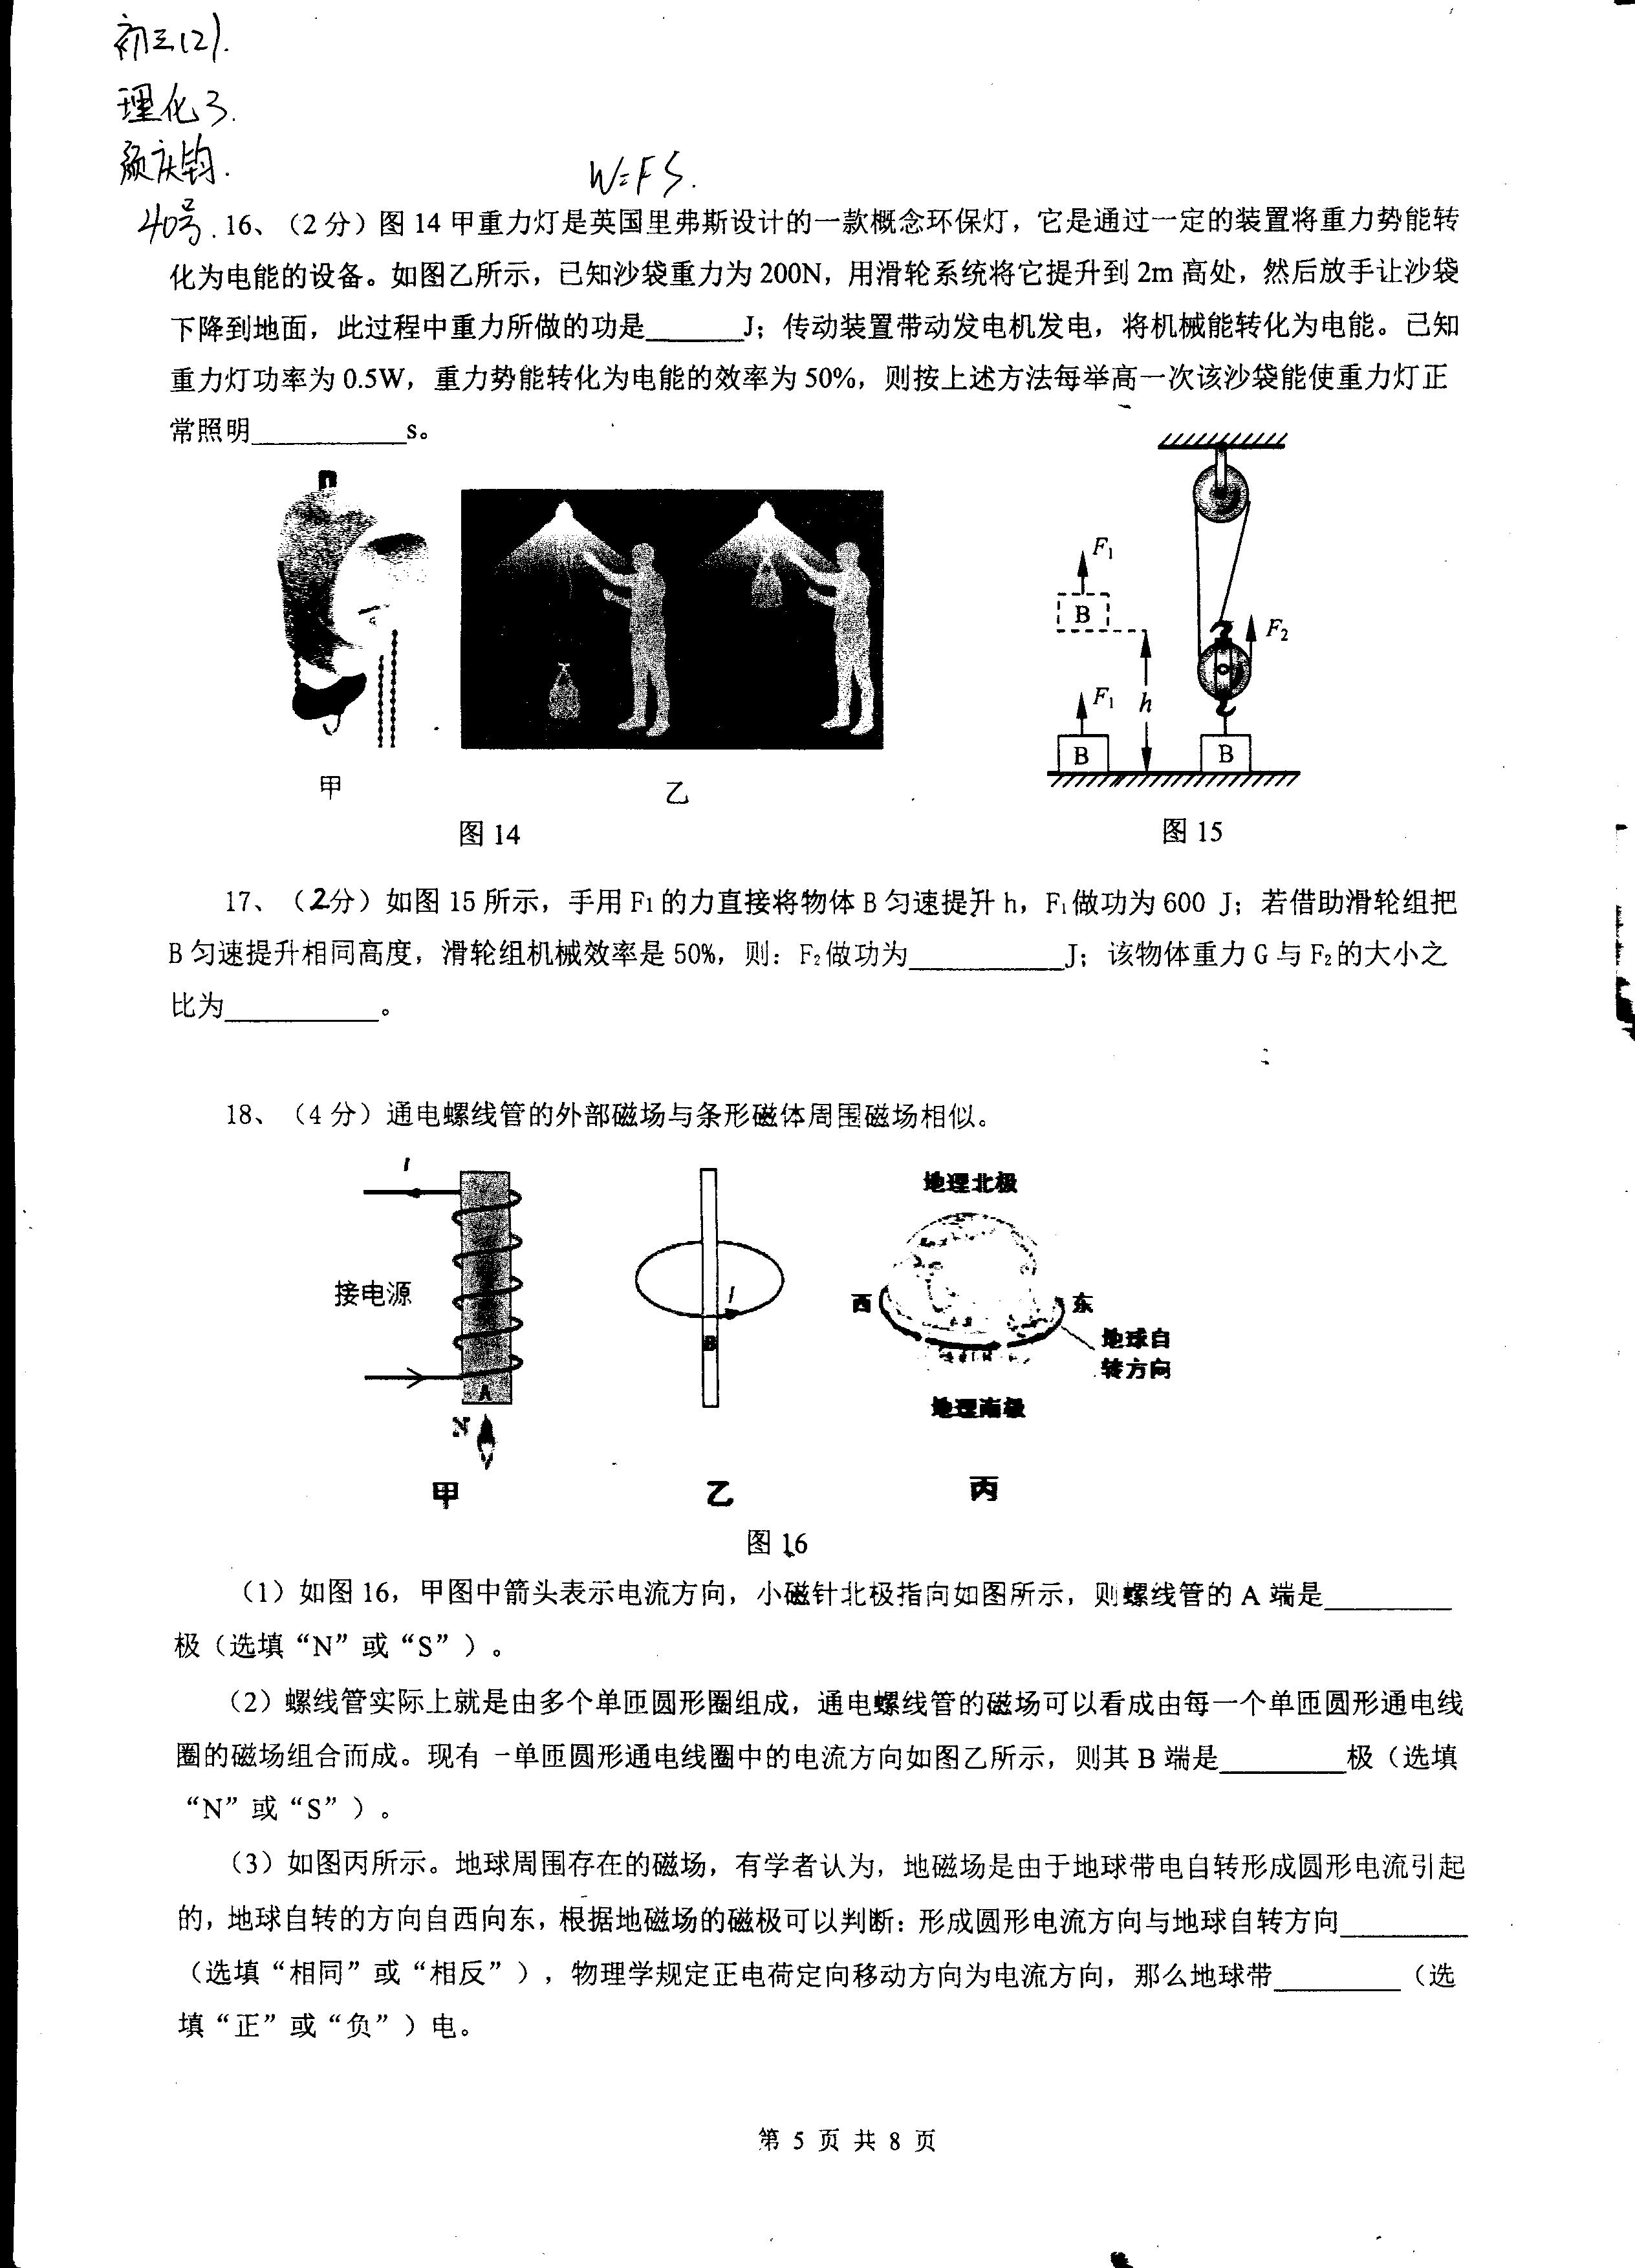 初三(2).
理化3.
颜庆钧.
W=FS.
40号.
16、（2 分）图 14 甲重力灯是英国里弗斯设计的一款概念环保灯，它是通过一定的装置将重力势能转
化为电能的设备。如图乙所示，已知沙袋重力为 200N，用滑轮系统将它提升到 2m 高处，然后放手让沙袋
下降到地面，此过程中重力所做的功是______J；传动装置带动发电机发电，将机械能转化为电能。已知
重力灯功率为 0.5W，重力势能转化为电能的效率为 50%，则按上述方法每举高一次该沙袋能使重力灯正
常照明__________s。
F₁
B
F₁
h
B
F₂
B
甲
乙
图 14
图 15
17、（2分）如图 15 所示，手用 F₁ 的力直接将物体 B 匀速提升 h，F₁ 做功为 600 J；若借助滑轮组把
B 匀速提升相同高度，滑轮组机械效率是 50%，则：F₂ 做功为__________J；该物体重力 G 与 F₂ 的大小之
比为__________。
18、（4 分）通电螺线管的外部磁场与条形磁体周围磁场相似。
I
接电源
A
N
甲
I
B
乙
地理北极
西
东
地球自
转方向
地理南极
丙
图 16
（1）如图 16，甲图中箭头表示电流方向，小磁针北极指向如图所示，则螺线管的 A 端是________
极（选填“N”或“S”）。
（2）螺线管实际上就是由多个单匝圆形圈组成，通电螺线管的磁场可以看成由每一个单匝圆形通电线
圈的磁场组合而成。现有一单匝圆形通电线圈中的电流方向如图乙所示，则其 B 端是________极（选填
“N”或“S”）。
（3）如图丙所示。地球周围存在的磁场，有学者认为，地磁场是由于地球带电自转形成圆形电流引起
的，地球自转的方向自西向东，根据地磁场的磁极可以判断：形成圆形电流方向与地球自转方向________
（选填“相同”或“相反”），物理学规定正电荷定向移动方向为电流方向，那么地球带________（选
填“正”或“负”）电。
第 5 页 共 8 页